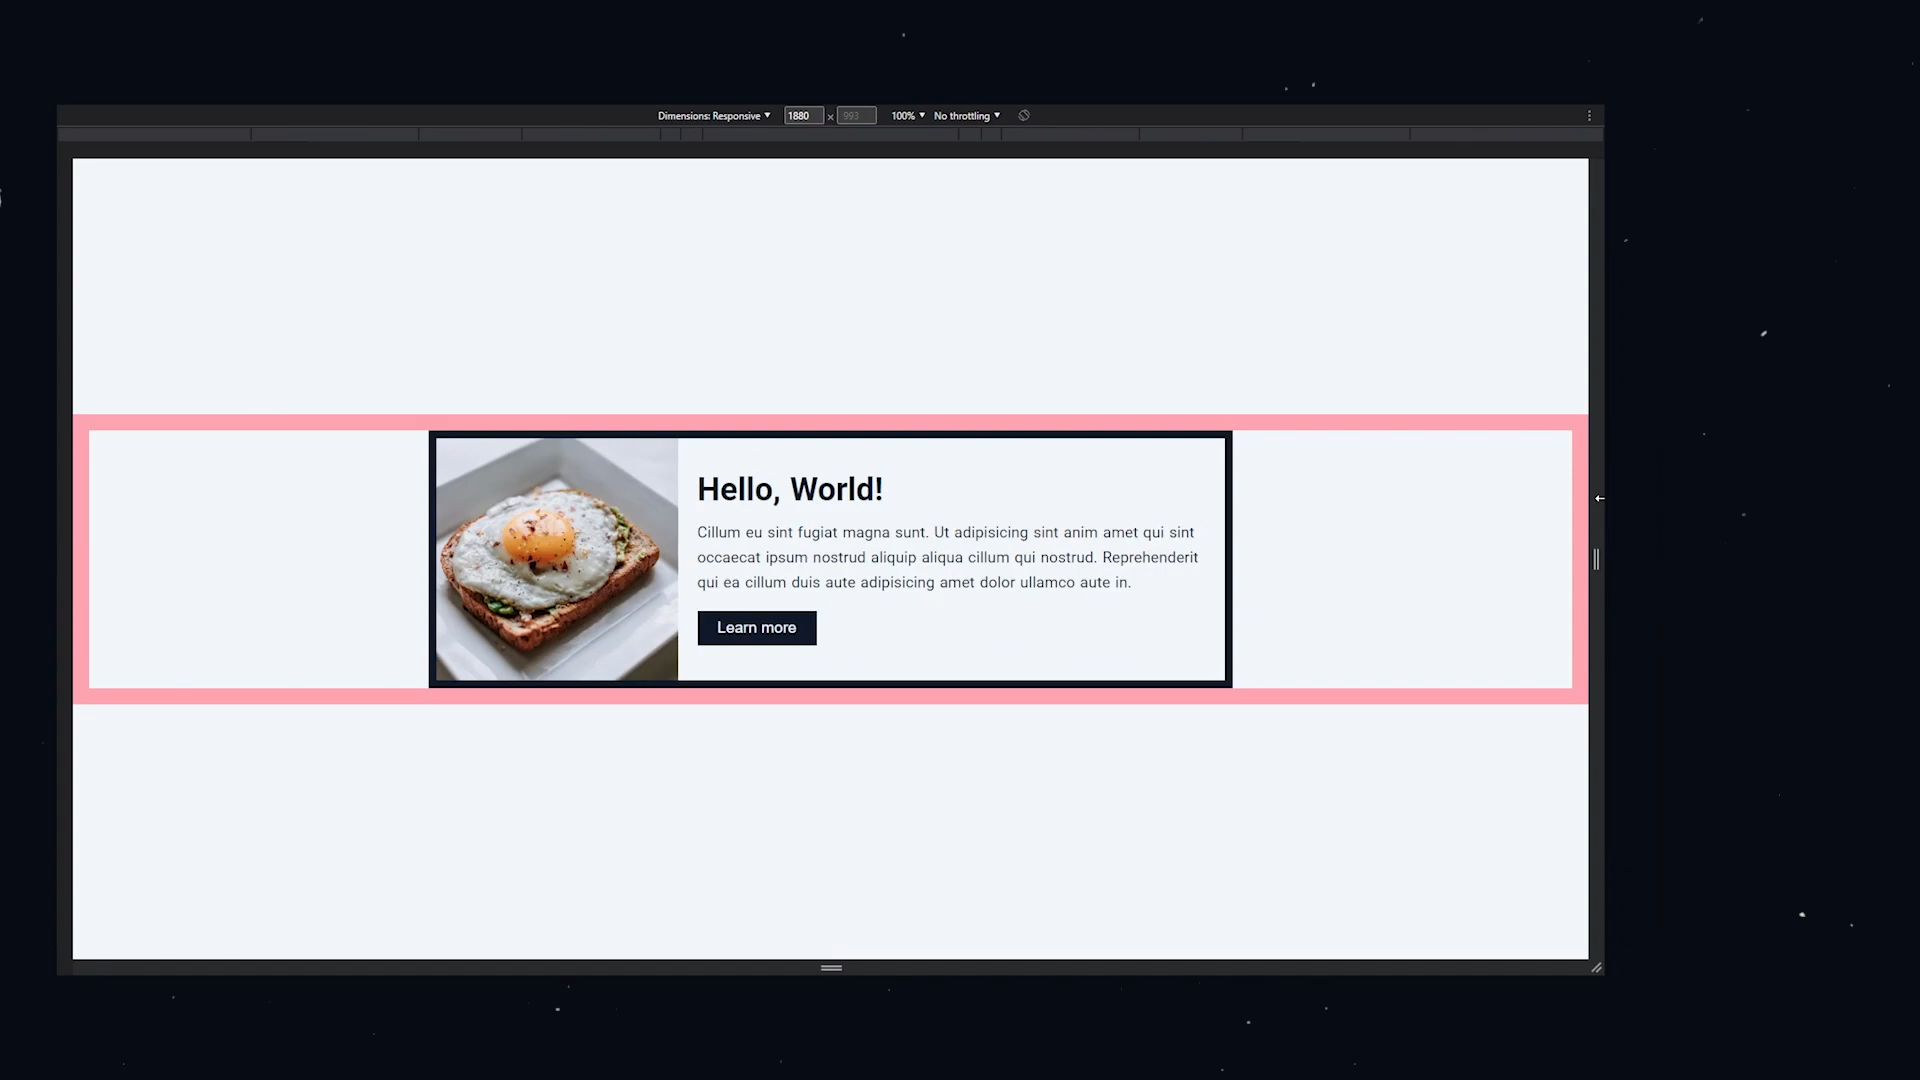 Dimensions: Responsive ▼ 1880 x 993 100% ▼ No throttling ▼
Hello, World!
Cillum eu sint fugiat magna sunt. Ut adipisicing sint anim amet qui sint
occaecat ipsum nostrud aliquip aliqua cillum qui nostrud. Reprehenderit
qui ea cillum duis aute adipisicing amet dolor ullamco aute in.
Learn more